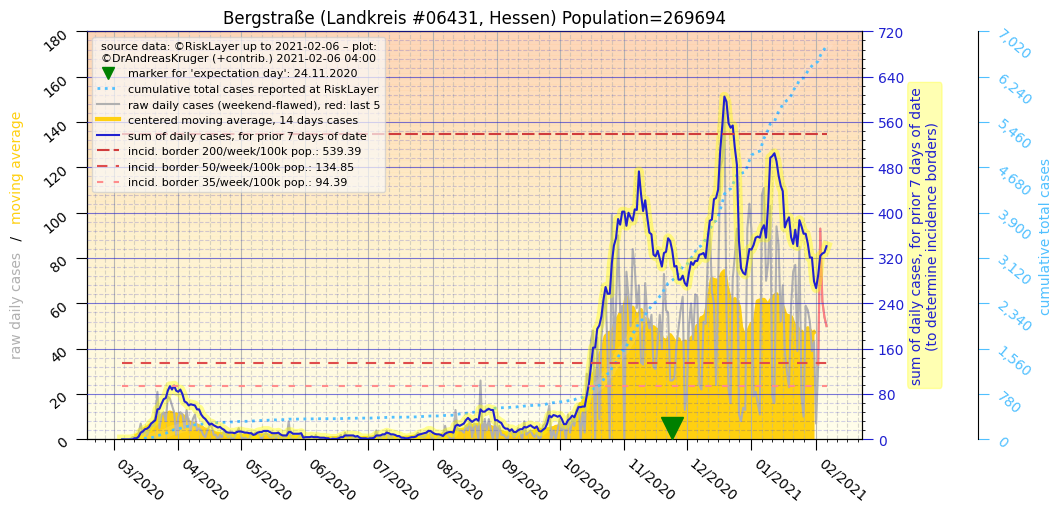 Bergstraße (Landkreis #06431, Hessen) Population=269694
source data: ©RiskLayer up to 2021-02-06 – plot:
©DrAndreasKruger (+contrib.) 2021-02-06 04:00
marker for 'expectation day': 24.11.2020
cumulative total cases reported at RiskLayer
raw daily cases (weekend-flawed), red: last 5
centered moving average, 14 days cases
sum of daily cases, for prior 7 days of date
incid. border 200/week/100k pop.: 539.39
incid. border 50/week/100k pop.: 134.85
incid. border 35/week/100k pop.: 94.39
raw daily cases / moving average
180
160
140
120
100
80
60
40
20
0
03/2020
04/2020
05/2020
06/2020
07/2020
08/2020
09/2020
10/2020
11/2020
12/2020
01/2021
02/2021
720
640
560
480
400
320
240
160
80
0
sum of daily cases, for prior 7 days of date
(to determine incidence borders)
7,020
6,240
5,460
4,680
3,900
3,120
2,340
1,560
780
0
cumulative total cases